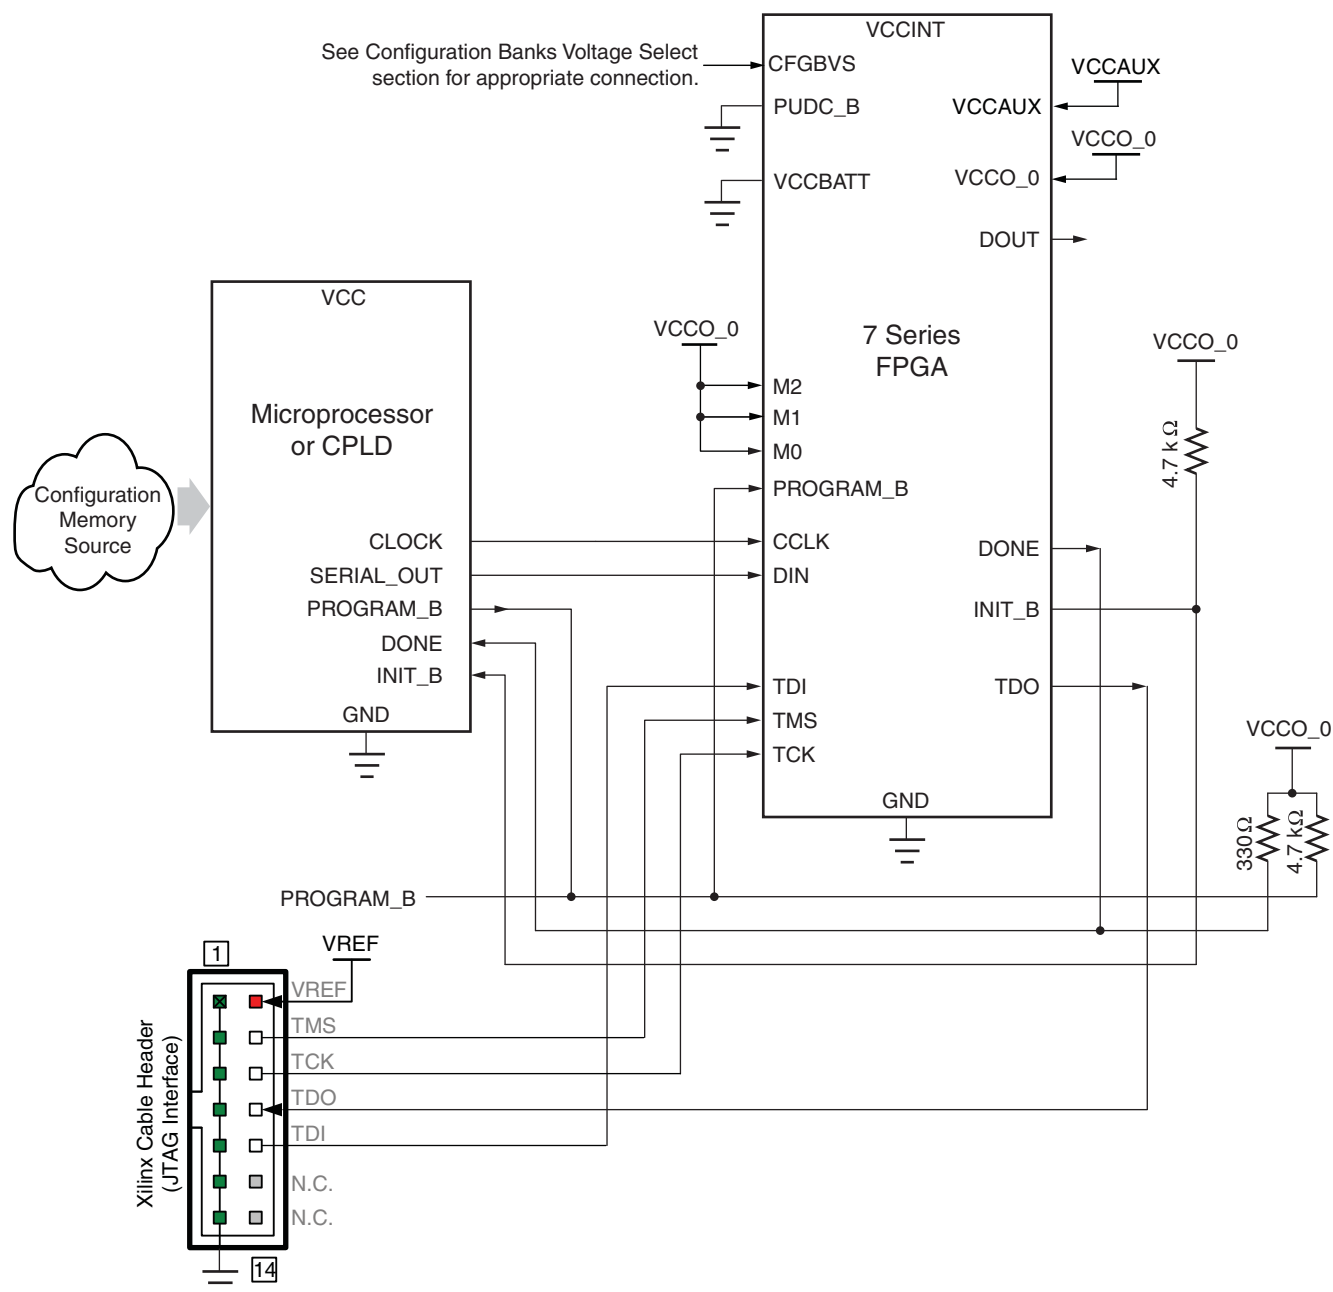 VCCINT
See Configuration Banks Voltage Select
section for appropriate connection.
CFGBVS
VCCAUX
PUDC_B
VCCAUX
VCCO_0
VCCBATT
VCCO_0
DOUT
VCC
VCCO_0
7 Series
FPGA
VCCO_0
M2
Microprocessor
or CPLD
M1
M0
4.7 k Ω
Configuration
Memory
Source
PROGRAM_B
CLOCK
CCLK
DONE
SERIAL_OUT
DIN
PROGRAM_B
INIT_B
DONE
INIT_B
TDI
TDO
GND
TMS
VCCO_0
TCK
GND
330 Ω
4.7 kΩ
PROGRAM_B
1
VREF
VREF
TMS
TCK
TDO
TDI
N.C.
N.C.
Xilinx Cable Header
(JTAG Interface)
14